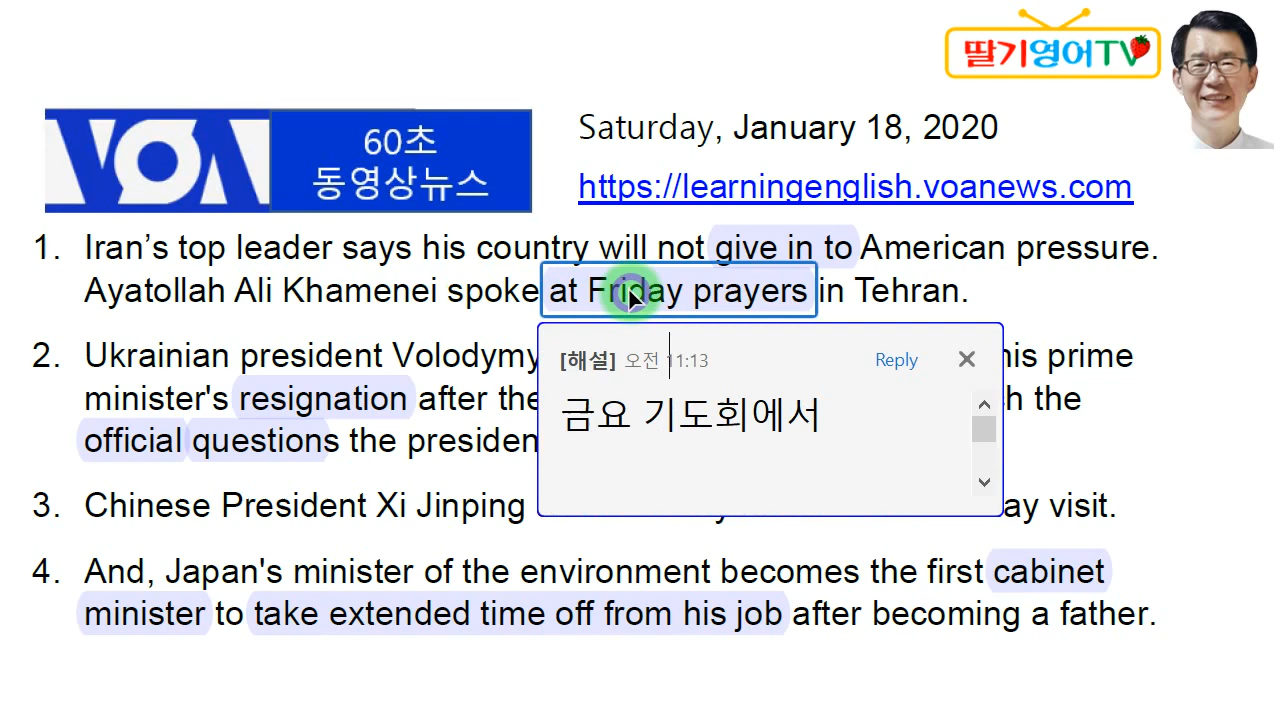 딸기영어TV
VOA
60초
동영상뉴스
Saturday, January 18, 2020
https://learningenglish.voanews.com
1. Iran’s top leader says his country will not give in to American pressure.
Ayatollah Ali Khamenei spoke at Friday prayers in Tehran.
[해설] 오전 11:13 Reply
금요 기도회에서
2. Ukrainian president Volodymy his prime
minister's resignation after the the
official questions the presiden
3. Chinese President Xi Jinping ay visit.
4. And, Japan's minister of the environment becomes the first cabinet
minister to take extended time off from his job after becoming a father.